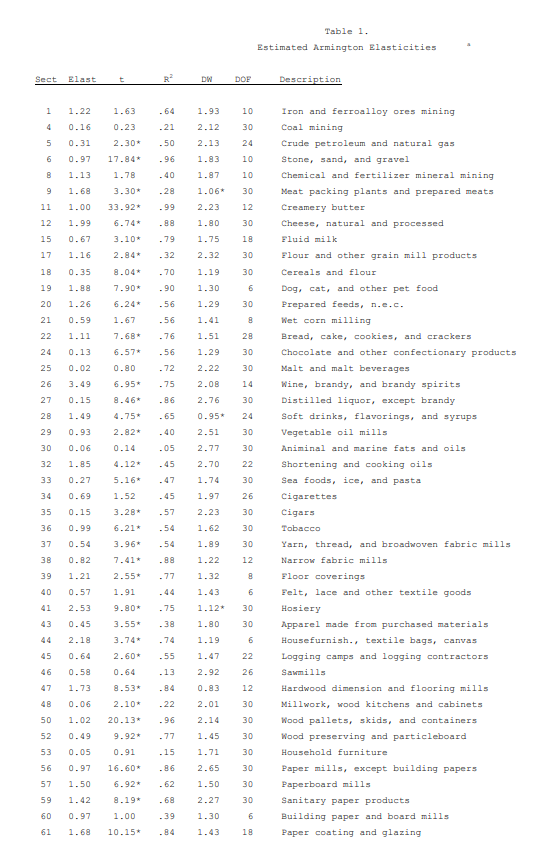 Table 1.
Estimated Armington Elasticities a
Sect Elast t R2 DW DOF Description
1 1.22 1.63 .64 1.93 10 Iron and ferroalloy ores mining
4 0.16 0.23 .21 2.12 30 Coal mining
5 0.31 2.30* .50 2.13 24 Crude petroleum and natural gas
6 0.97 17.84* .96 1.83 10 Stone, sand, and gravel
8 1.13 1.78 .40 1.87 10 Chemical and fertilizer mineral mining
9 1.68 3.30* .28 1.06* 30 Meat packing plants and prepared meats
11 1.00 33.92* .99 2.23 12 Creamery butter
12 1.99 6.74* .88 1.80 30 Cheese, natural and processed
15 0.67 3.10* .79 1.75 18 Fluid milk
17 1.16 2.84* .32 2.32 30 Flour and other grain mill products
18 0.35 8.04* .70 1.19 30 Cereals and flour
19 1.88 7.90* .90 1.30 6 Dog, cat, and other pet food
20 1.26 6.24* .56 1.29 30 Prepared feeds, n.e.c.
21 0.59 1.67 .56 1.41 8 Wet corn milling
22 1.11 7.68* .76 1.51 28 Bread, cake, cookies, and crackers
24 0.13 6.57* .56 1.29 30 Chocolate and other confectionary products
25 0.02 0.80 .72 2.22 30 Malt and malt beverages
26 3.49 6.95* .75 2.08 14 Wine, brandy, and brandy spirits
27 0.15 8.46* .86 2.76 30 Distilled liquor, except brandy
28 1.49 4.75* .65 0.95* 24 Soft drinks, flavorings, and syrups
29 0.93 2.82* .40 2.51 30 Vegetable oil mills
30 0.06 0.14 .05 2.77 30 Animinal and marine fats and oils
32 1.85 4.12* .45 2.70 22 Shortening and cooking oils
33 0.27 5.16* .47 1.74 30 Sea foods, ice, and pasta
34 0.69 1.52 .45 1.97 26 Cigarettes
35 0.15 3.28* .57 2.23 30 Cigars
36 0.99 6.21* .54 1.62 30 Tobacco
37 0.54 3.96* .54 1.89 30 Yarn, thread, and broadwoven fabric mills
38 0.82 7.41* .88 1.22 12 Narrow fabric mills
39 1.21 2.55* .77 1.32 8 Floor coverings
40 0.57 1.91 .44 1.43 6 Felt, lace and other textile goods
41 2.53 9.80* .75 1.12* 30 Hosiery
43 0.45 3.55* .38 1.80 30 Apparel made from purchased materials
44 2.18 3.74* .74 1.19 6 Housefurnish., textile bags, canvas
45 0.64 2.60* .55 1.47 22 Logging camps and logging contractors
46 0.58 0.64 .13 2.92 26 Sawmills
47 1.73 8.53* .84 0.83 12 Hardwood dimension and flooring mills
48 0.06 2.10* .22 2.01 30 Millwork, wood kitchens and cabinets
50 1.02 20.13* .96 2.14 30 Wood pallets, skids, and containers
52 0.49 9.92* .77 1.45 30 Wood preserving and particleboard
53 0.05 0.91 .15 1.71 30 Household furniture
56 0.97 16.60* .86 2.65 30 Paper mills, except building papers
57 1.50 6.92* .62 1.50 30 Paperboard mills
59 1.42 8.19* .68 2.27 30 Sanitary paper products
60 0.97 1.00 .39 1.30 6 Building paper and board mills
61 1.68 10.15* .84 1.43 18 Paper coating and glazing